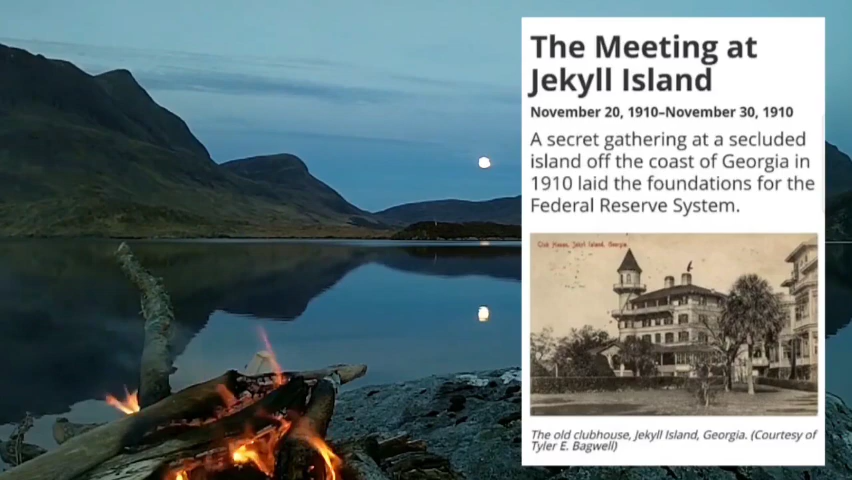 The Meeting at
Jekyll Island
November 20, 1910–November 30, 1910
A secret gathering at a secluded
island off the coast of Georgia in
1910 laid the foundations for the
Federal Reserve System.
Club House, Jekyl Island, Georgia
The old clubhouse, Jekyll Island, Georgia. (Courtesy of
Tyler E. Bagwell)